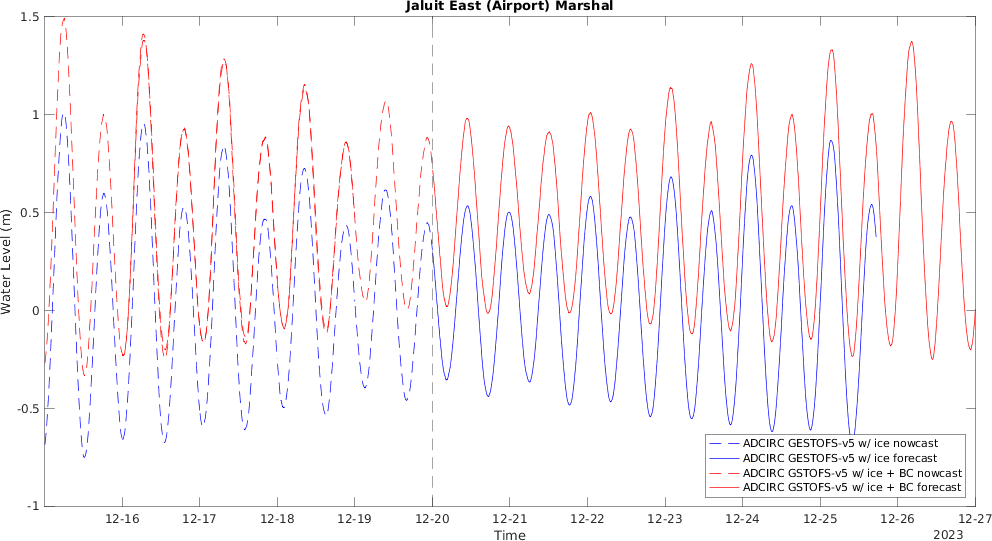 Jaluit East (Airport) Marshal
1.5
1
0.5
0
-0.5
-1
Water Level (m)
12-16
12-17
12-18
12-19
12-20
12-21
12-22
12-23
12-24
12-25
12-26
12-27
Time
2023
ADCIRC GESTOFS-v5 w/ ice nowcast
ADCIRC GESTOFS-v5 w/ ice forecast
ADCIRC GSTOFS-v5 w/ ice + BC nowcast
ADCIRC GSTOFS-v5 w/ ice + BC forecast